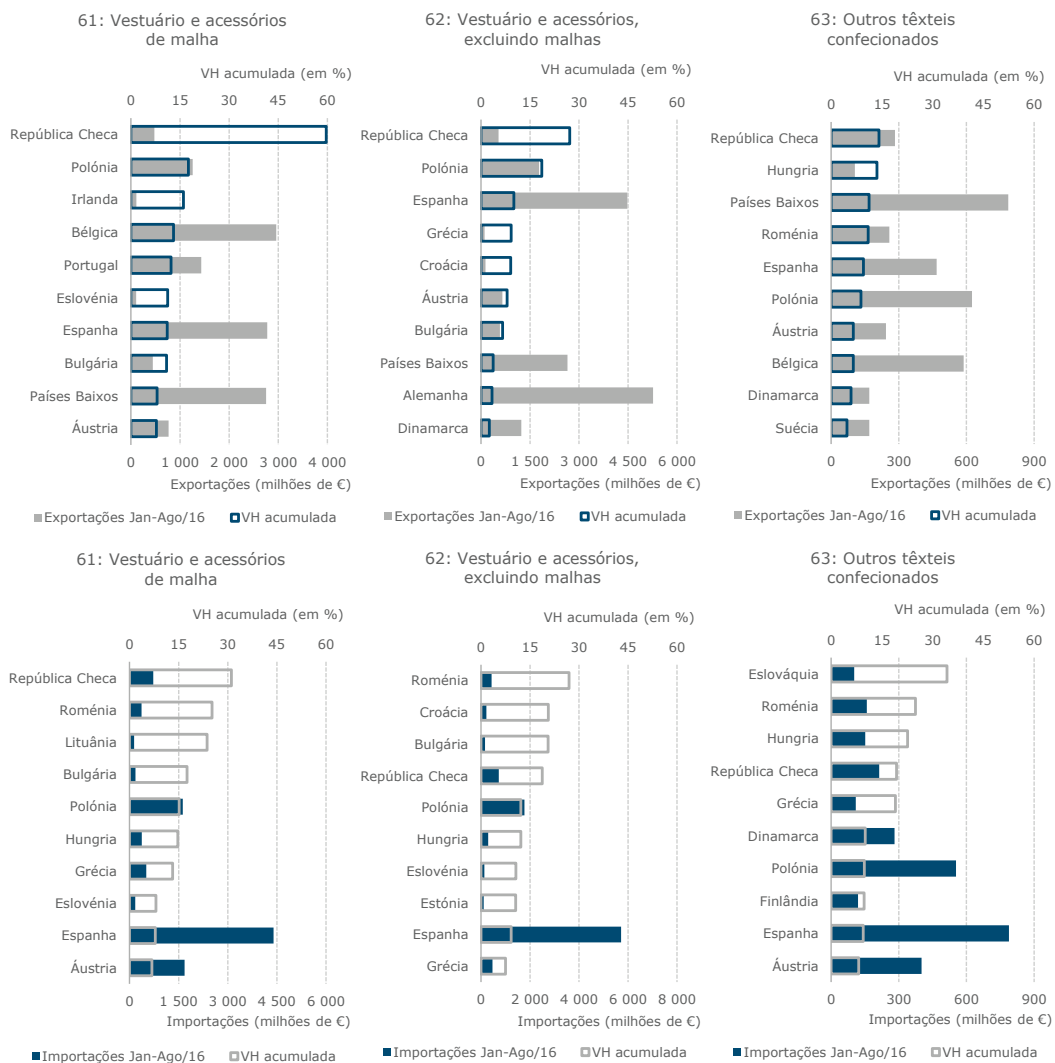 61: Vestuário e acessórios
de malha
VH acumulada (em %)
0 15 30 45 60
República Checa
Polónia
Irlanda
Bélgica
Portugal
Eslovénia
Espanha
Bulgária
Países Baixos
Áustria
0 1 000 2 000 3 000 4 000
Exportações (milhões de €)
Exportações Jan-Ago/16 VH acumulada
62: Vestuário e acessórios,
excluindo malhas
VH acumulada (em %)
0 15 30 45 60
República Checa
Polónia
Espanha
Grécia
Croácia
Áustria
Bulgária
Países Baixos
Alemanha
Dinamarca
0 1 500 3 000 4 500 6 000
Exportações (milhões de €)
Exportações Jan-Ago/16 VH acumulada
63: Outros têxteis
confecionados
VH acumulada (em %)
0 15 30 45 60
República Checa
Hungria
Países Baixos
Roménia
Espanha
Polónia
Áustria
Bélgica
Dinamarca
Suécia
0 300 600 900
Exportações (milhões de €)
Exportações Jan-Ago/16 VH acumulada
61: Vestuário e acessórios
de malha
VH acumulada (em %)
0 15 30 45 60
República Checa
Roménia
Lituânia
Bulgária
Polónia
Hungria
Grécia
Eslovénia
Espanha
Áustria
0 1 500 3 000 4 500 6 000
Importações (milhões de €)
Importações Jan-Ago/16 VH acumulada
62: Vestuário e acessórios,
excluindo malhas
VH acumulada (em %)
0 15 30 45 60
Roménia
Croácia
Bulgária
República Checa
Polónia
Hungria
Eslovénia
Estónia
Espanha
Grécia
0 2 000 4 000 6 000 8 000
Importações (milhões de €)
Importações Jan-Ago/16 VH acumulada
63: Outros têxteis
confecionados
VH acumulada (em %)
0 15 30 45 60
Eslováquia
Roménia
Hungria
República Checa
Grécia
Dinamarca
Polónia
Finlândia
Espanha
Áustria
0 300 600 900
Importações (milhões de €)
Importações Jan-Ago/16 VH acumulada